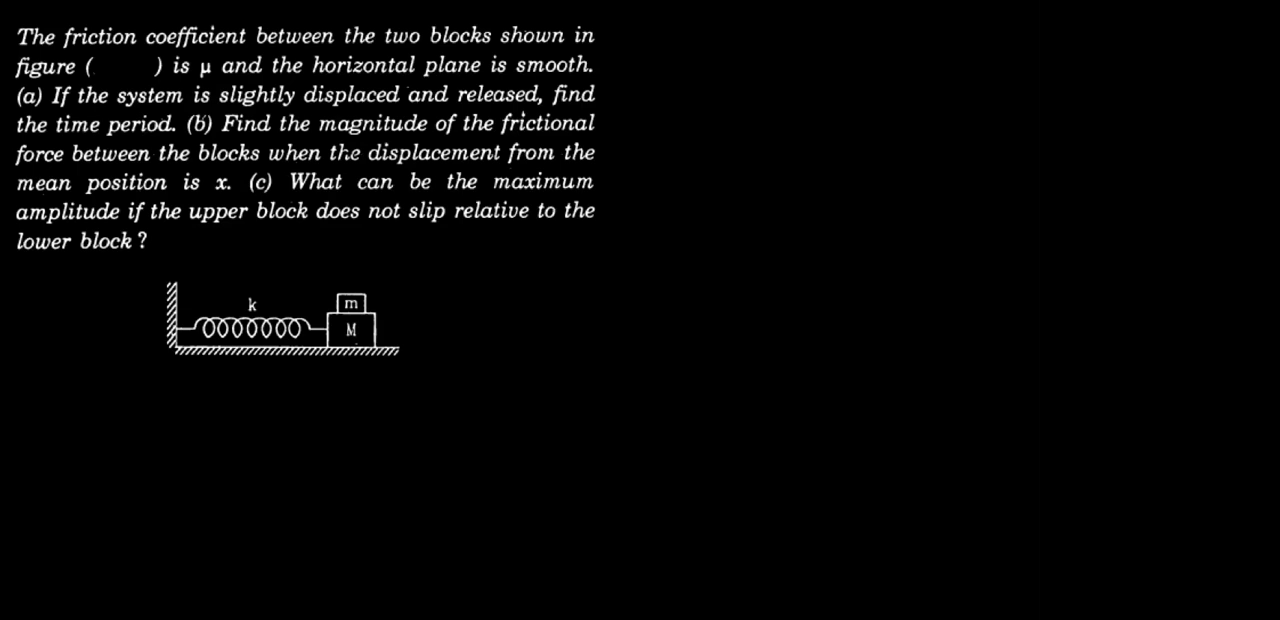 The friction coefficient between the two blocks shown in
figure ( ) is μ and the horizontal plane is smooth.
(a) If the system is slightly displaced and released, find
the time period. (b) Find the magnitude of the frictional
force between the blocks when the displacement from the
mean position is x. (c) What can be the maximum
amplitude if the upper block does not slip relative to the
lower block ?
k
m
M